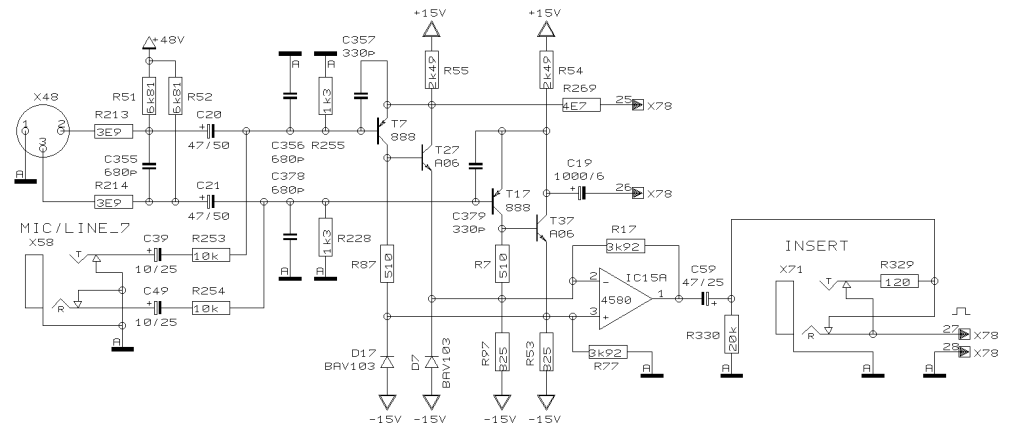 +15V
+15V
C357
330p
+48V
R55
2k49
R54
2k49
R269
4E7
25
X78
X48
R51
6k81
R52
6k81
A
A
1k3
1
2
3
R213
3E9
C20
+
47/50
T7
888
C355
680p
C356
680p
R255
T27
A06
C19
1000/6
+
26
X78
A
R214
3E9
C21
+
47/50
C378
680p
T17
888
C379
330p
T37
A06
MIC/LINE_7
X58
T
C39
+
10/25
R253
10k
1k3
R228
R87
510
R7
510
R17
3k92
INSERT
X71
R
C49
+
10/25
R254
10k
A
A
2
-
3
+
IC15A
4580
1
C59
47/25
+
T
R329
120
R
A
D17
BAV103
D7
BAV103
R97
825
R53
825
3k92
R77
A
R330
20k
A
27
X78
28
X78
A
A
-15V
-15V
-15V
-15V